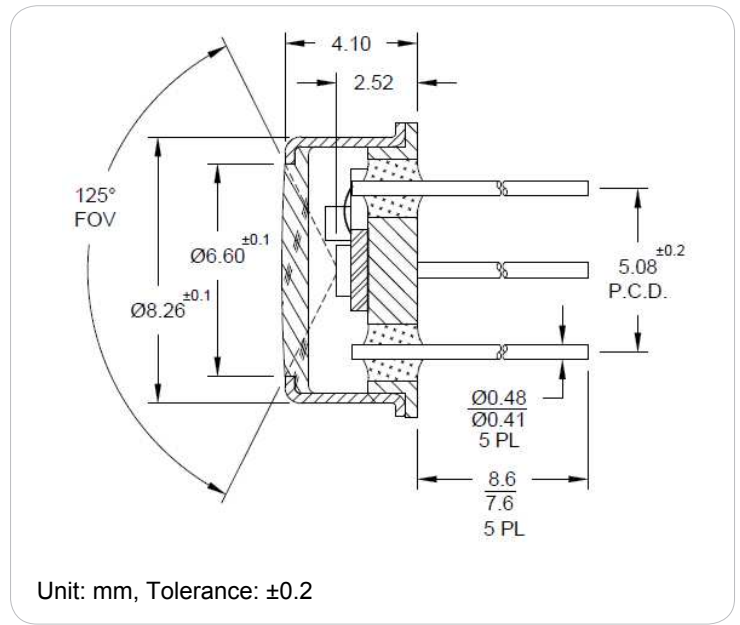 4.10
2.52
125°
FOV
Ø6.60 ±0.1
Ø8.26 ±0.1
5.08 ±0.2
P.C.D.
Ø0.48
Ø0.41
5 PL
8.6
7.6
5 PL
Unit: mm, Tolerance: ±0.2